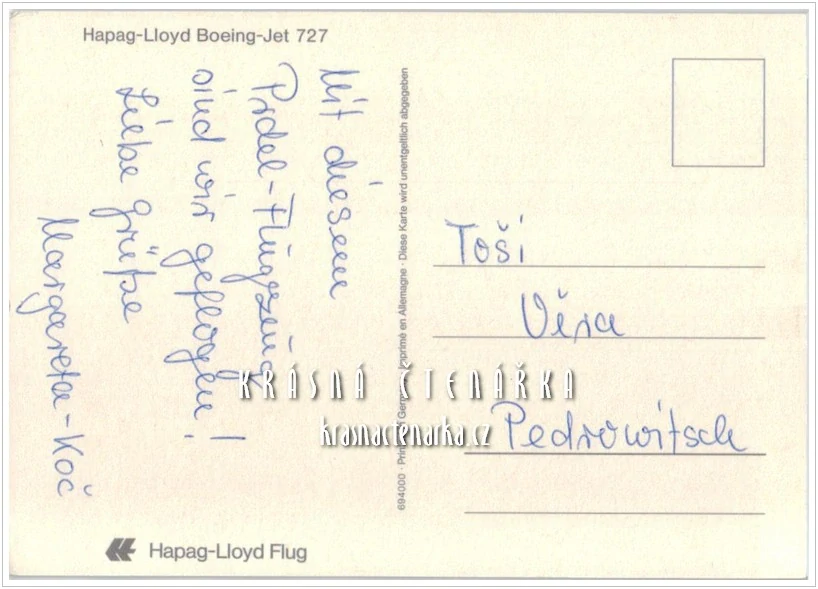 Hapag-Lloyd Boeing-Jet 727
Mit diesem
Pidel-Flugzeug
sind wir geflogen!
Liebe Grüße
Margareta-Koč
694000 · Printed in Germany · Imprimé en Allemagne · Diese Karte wird unentgeltlich abgegeben
Toši
Věra
Pedrowitsch
KRÁSNÁ ČTENÁŘKA
krasnactenarka.cz
Hapag-Lloyd Flug